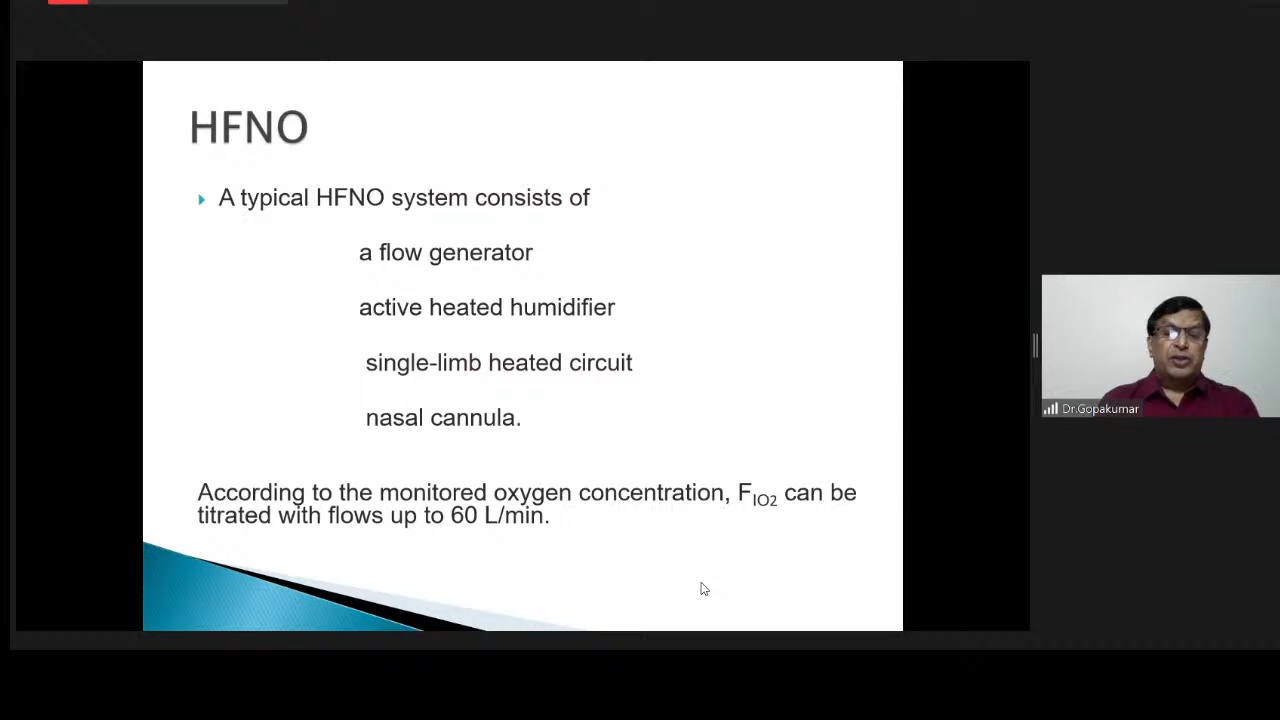 HFNO
A typical HFNO system consists of
a flow generator
active heated humidifier
single-limb heated circuit
nasal cannula.
According to the monitored oxygen concentration, FIO2 can be
titrated with flows up to 60 L/min.
Dr.Gopakumar